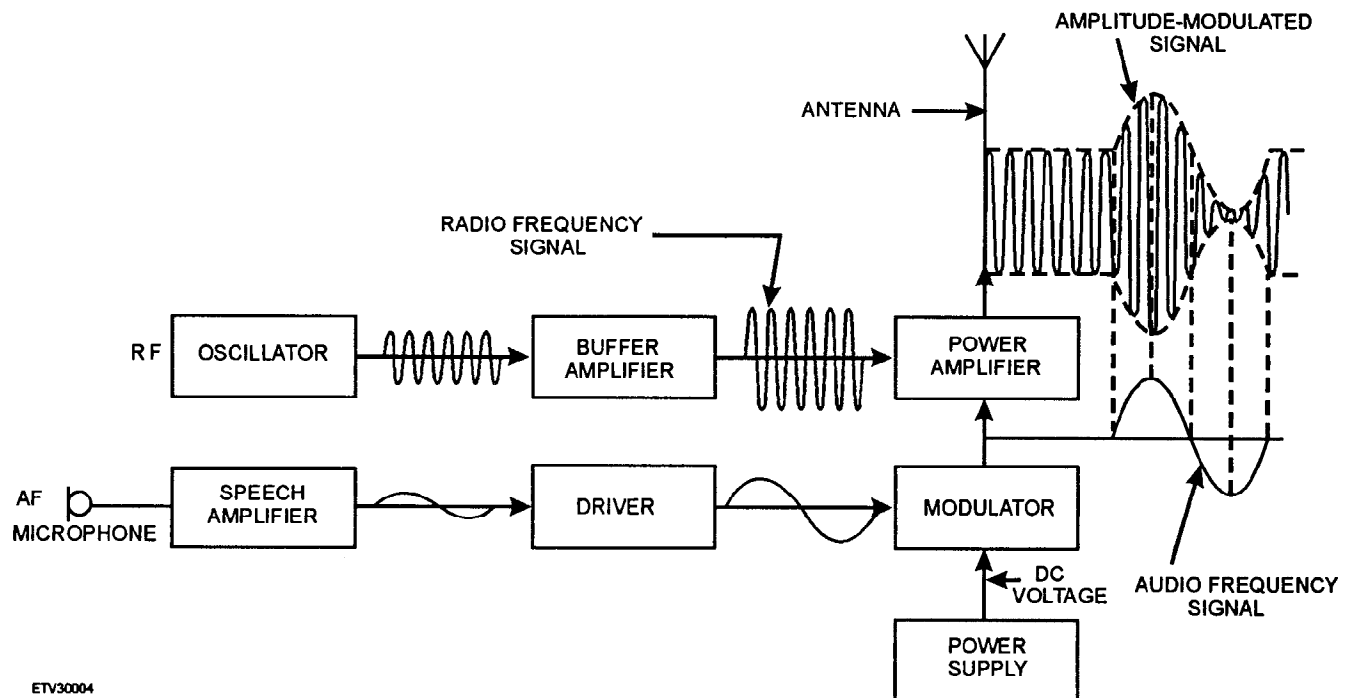 AMPLITUDE-MODULATED
SIGNAL
ANTENNA
RADIO FREQUENCY
SIGNAL
RF
OSCILLATOR
BUFFER
AMPLIFIER
POWER
AMPLIFIER
AF
MICROPHONE
SPEECH
AMPLIFIER
DRIVER
MODULATOR
DC
VOLTAGE
AUDIO FREQUENCY
SIGNAL
POWER
SUPPLY
ETV30004